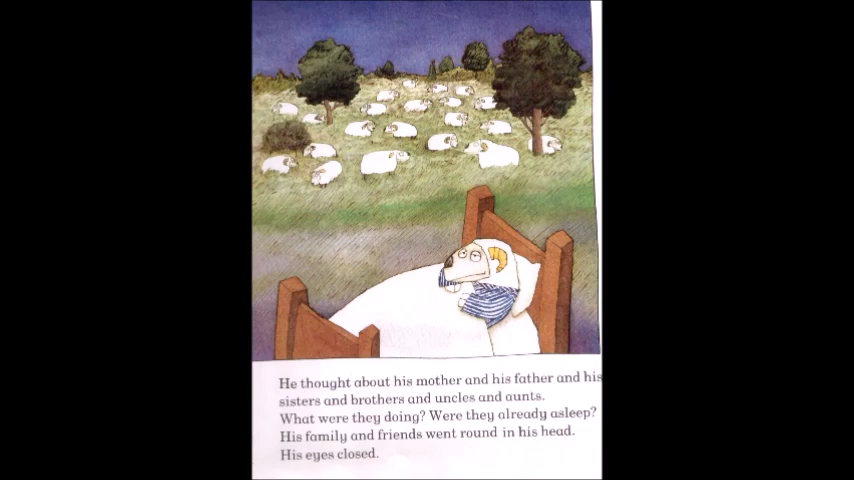 He thought about his mother and his father and his
sisters and brothers and uncles and aunts.
What were they doing? Were they already asleep?
His family and friends went round in his head.
His eyes closed.